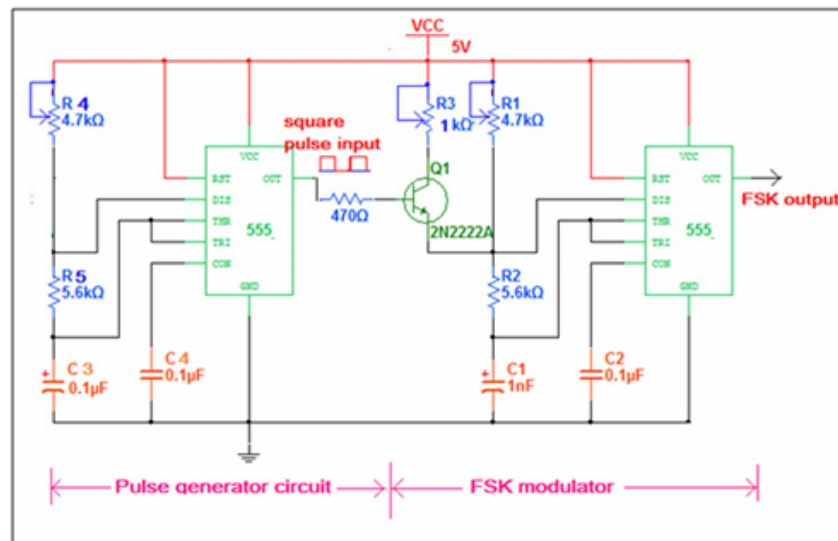 VCC
5V
R 4
4.7kΩ
square
pulse input
R3
1 kΩ
R1
4.7kΩ
VCC
RST
OUT
DIS
THR
TRI
CON
555
GND
470Ω
Q1
2N2222A
VCC
RST
OUT
DIS
THR
TRI
CON
555
GND
FSK output
R 5
5.6kΩ
R2
5.6kΩ
C 3
0.1µF
C 4
0.1µF
C1
1nF
C2
0.1µF
Pulse generator circuit
FSK modulator